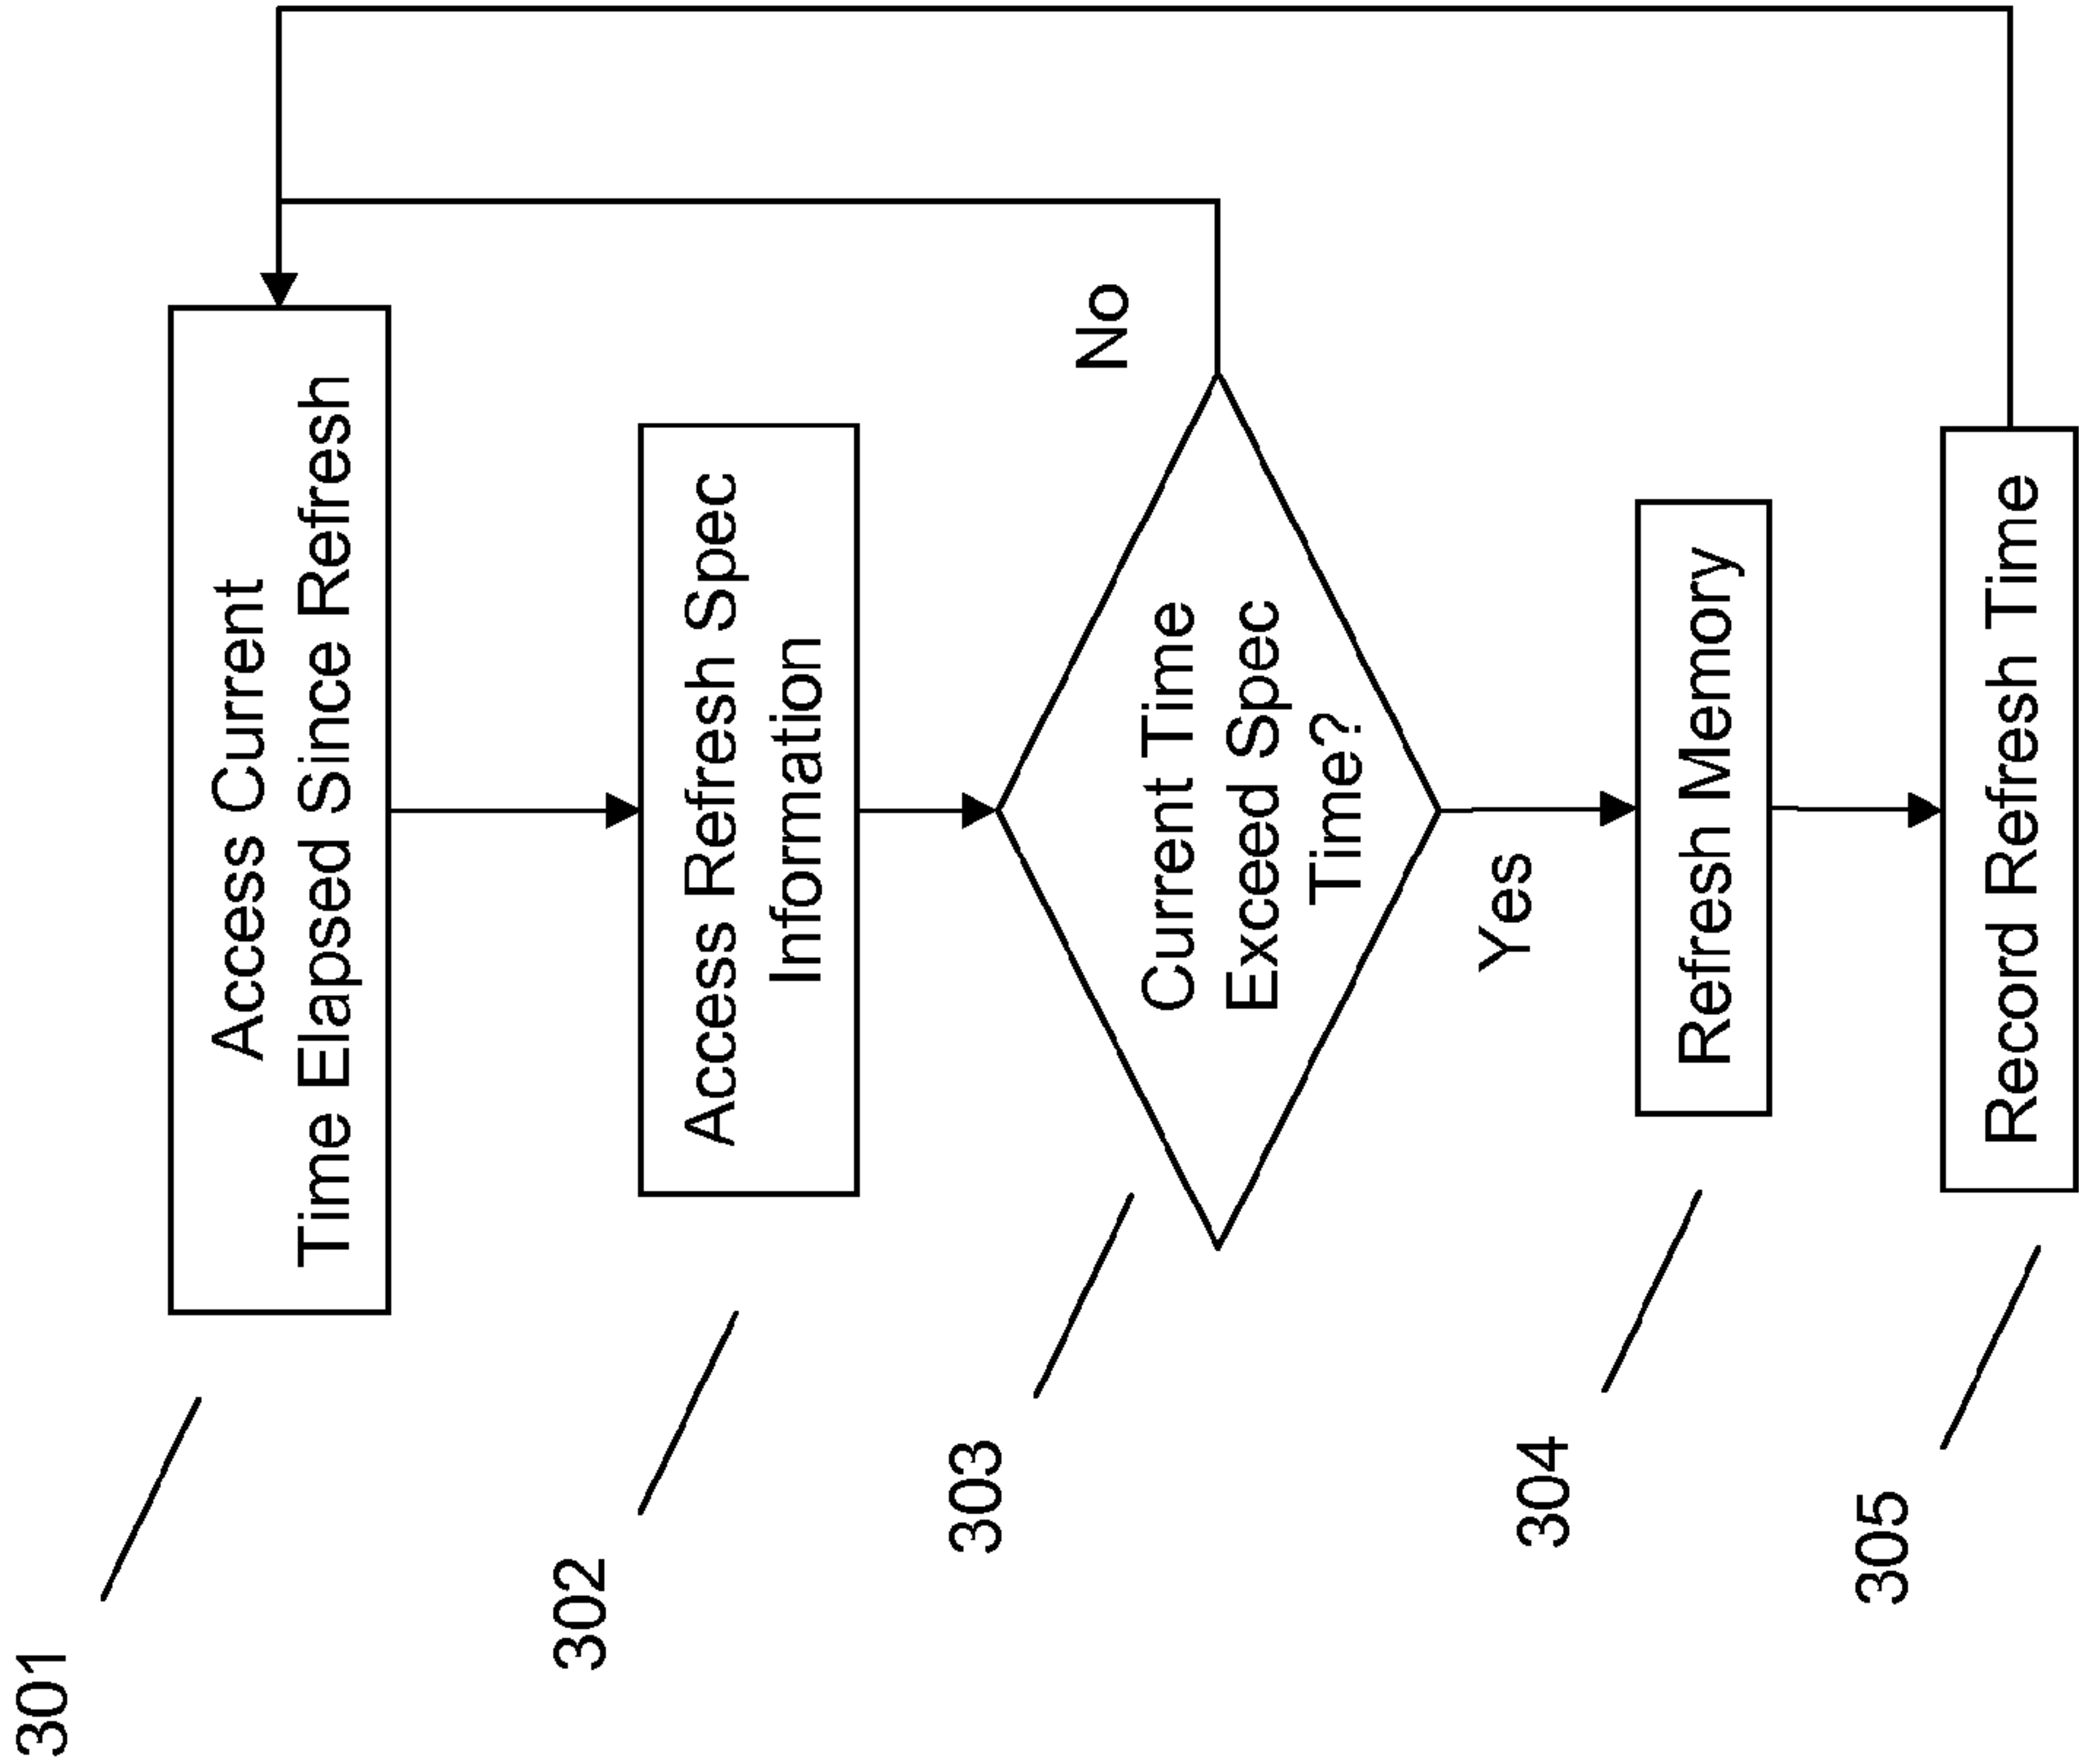 301
Access Current
Time Elapsed Since Refresh
302
Access Refresh Spec
Information
303
Current Time
Exceed Spec
Time?
No
Yes
304
Refresh Memory
305
Record Refresh Time